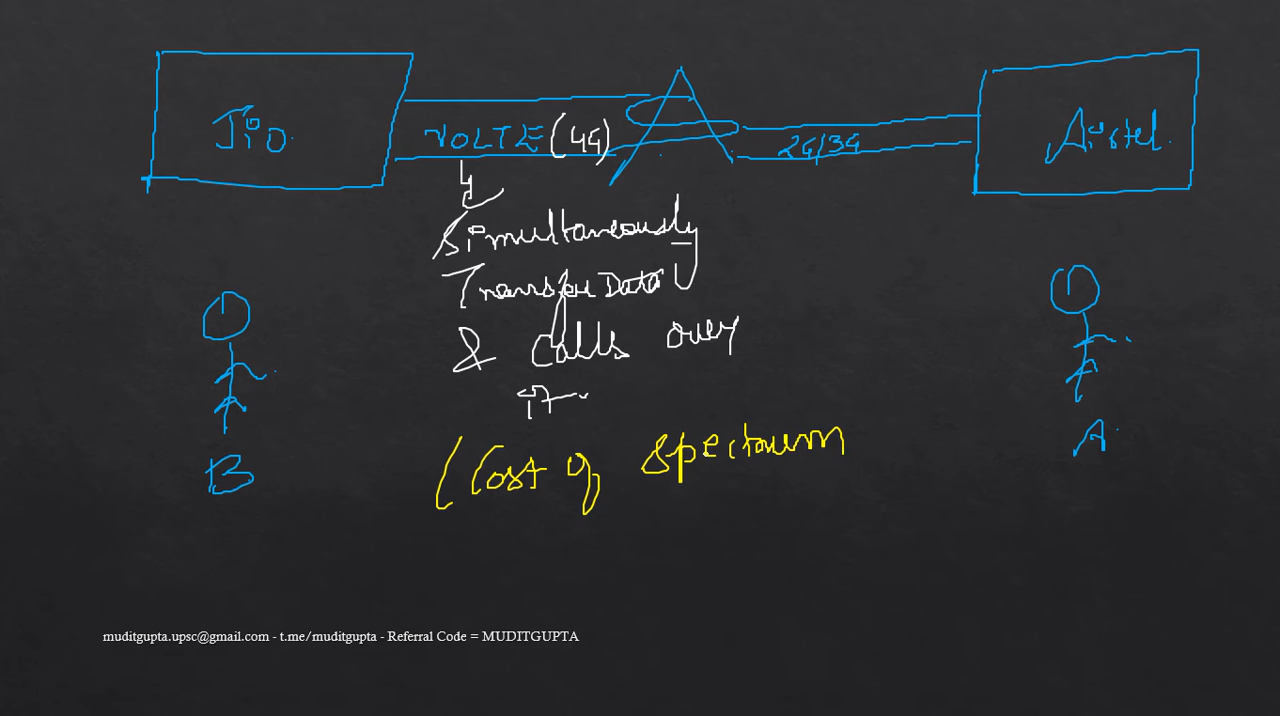 Jio
VOLTE (4G)
2G/3G
Airtel
Simultaneously
Transfer Data
& Calls over
it
(Cost of Spectrum
B
A
muditgupta.upsc@gmail.com - t.me/muditgupta - Referral Code = MUDITGUPTA